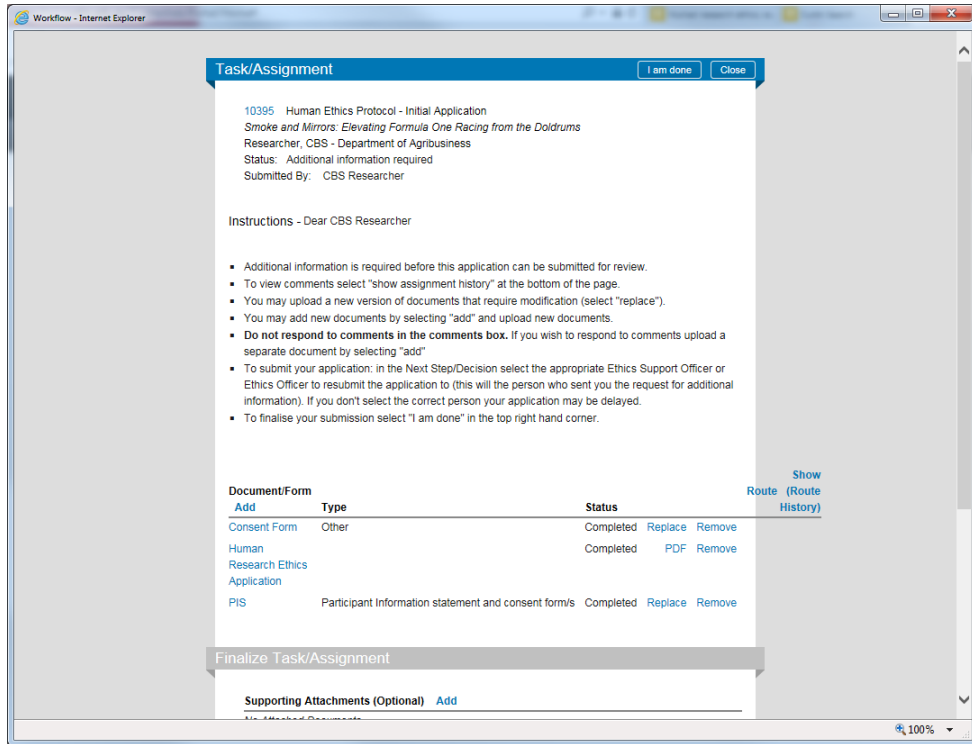 Workflow - Internet Explorer
Task/Assignment
I am done
Close
10395 Human Ethics Protocol - Initial Application
Smoke and Mirrors: Elevating Formula One Racing from the Doldrums
Researcher, CBS - Department of Agribusiness
Status: Additional information required
Submitted By: CBS Researcher
Instructions - Dear CBS Researcher
▪ Additional information is required before this application can be submitted for review.
▪ To view comments select "show assignment history" at the bottom of the page.
▪ You may upload a new version of documents that require modification (select "replace").
▪ You may add new documents by selecting "add" and upload new documents.
▪ Do not respond to comments in the comments box. If you wish to respond to comments upload a
separate document by selecting "add"
▪ To submit your application: in the Next Step/Decision select the appropriate Ethics Support Officer or
Ethics Officer to resubmit the application to (this will the person who sent you the request for additional
information). If you don't select the correct person your application may be delayed.
▪ To finalise your submission select "I am done" in the top right hand corner.
Show
Document/Form Route (Route
Add Type Status History)
Consent Form Other Completed Replace Remove
Human Completed PDF Remove
Research Ethics
Application
PIS Participant Information statement and consent form/s Completed Replace Remove
Finalize Task/Assignment
Supporting Attachments (Optional) Add
100%